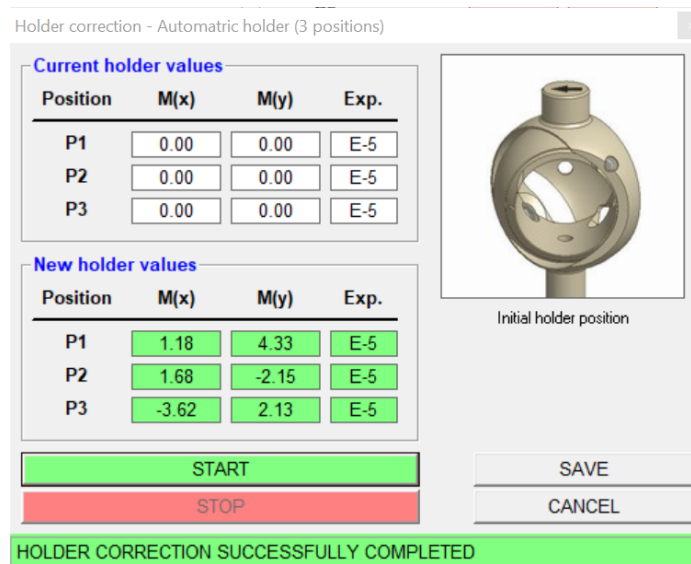 Holder correction - Automatric holder (3 positions)
Current holder values
Position M(x) M(y) Exp.
P1 0.00 0.00 E-5
P2 0.00 0.00 E-5
P3 0.00 0.00 E-5
New holder values
Position M(x) M(y) Exp.
P1 1.18 4.33 E-5
P2 1.68 -2.15 E-5
P3 -3.62 2.13 E-5
Initial holder position
START
SAVE
STOP
CANCEL
HOLDER CORRECTION SUCCESSFULLY COMPLETED